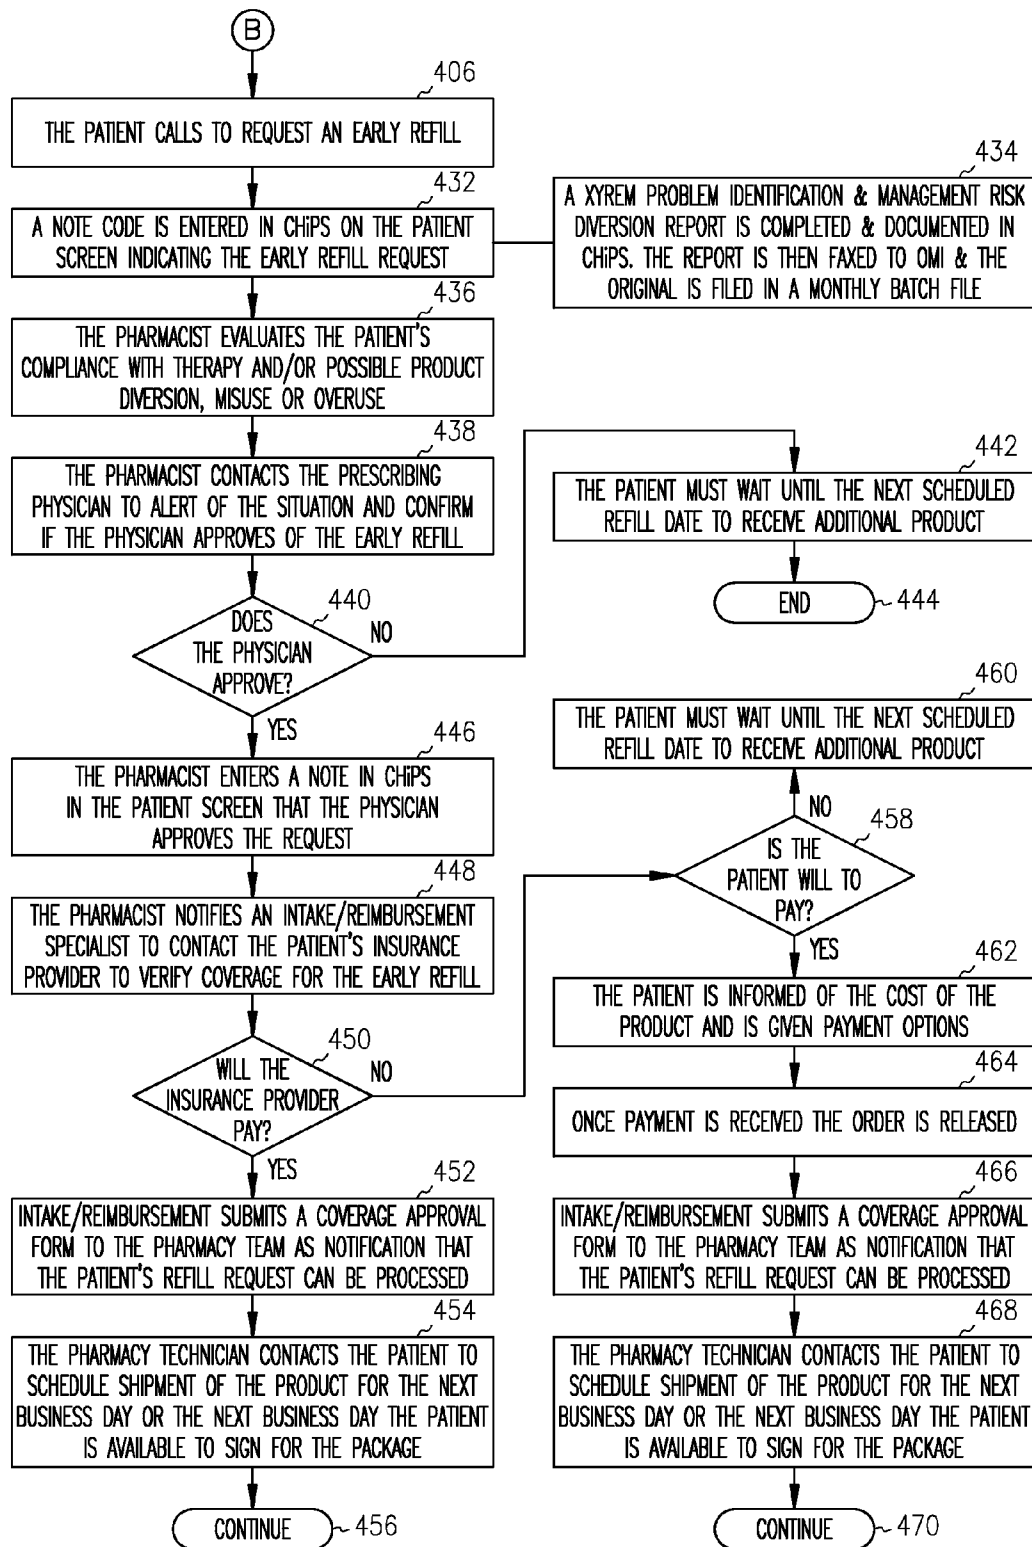 B
406
THE PATIENT CALLS TO REQUEST AN EARLY REFILL
432
A NOTE CODE IS ENTERED IN CHiPS ON THE PATIENT
SCREEN INDICATING THE EARLY REFILL REQUEST
434
A XYREM PROBLEM IDENTIFICATION & MANAGEMENT RISK
DIVERSION REPORT IS COMPLETED & DOCUMENTED IN
CHiPS. THE REPORT IS THEN FAXED TO OMI & THE
ORIGINAL IS FILED IN A MONTHLY BATCH FILE
436
THE PHARMACIST EVALUATES THE PATIENT'S
COMPLIANCE WITH THERAPY AND/OR POSSIBLE PRODUCT
DIVERSION, MISUSE OR OVERUSE
438
THE PHARMACIST CONTACTS THE PRESCRIBING
PHYSICIAN TO ALERT OF THE SITUATION AND CONFIRM
IF THE PHYSICIAN APPROVES OF THE EARLY REFILL
440
DOES
THE PHYSICIAN
APPROVE?
NO
442
THE PATIENT MUST WAIT UNTIL THE NEXT SCHEDULED
REFILL DATE TO RECEIVE ADDITIONAL PRODUCT
END
444
YES
446
THE PHARMACIST ENTERS A NOTE IN CHiPS
IN THE PATIENT SCREEN THAT THE PHYSICIAN
APPROVES THE REQUEST
448
THE PHARMACIST NOTIFIES AN INTAKE/REIMBURSEMENT
SPECIALIST TO CONTACT THE PATIENT'S INSURANCE
PROVIDER TO VERIFY COVERAGE FOR THE EARLY REFILL
450
WILL THE
INSURANCE PROVIDER
PAY?
NO
YES
452
INTAKE/REIMBURSEMENT SUBMITS A COVERAGE APPROVAL
FORM TO THE PHARMACY TEAM AS NOTIFICATION THAT
THE PATIENT'S REFILL REQUEST CAN BE PROCESSED
454
THE PHARMACY TECHNICIAN CONTACTS THE PATIENT TO
SCHEDULE SHIPMENT OF THE PRODUCT FOR THE NEXT
BUSINESS DAY OR THE NEXT BUSINESS DAY THE PATIENT
IS AVAILABLE TO SIGN FOR THE PACKAGE
CONTINUE
456
460
THE PATIENT MUST WAIT UNTIL THE NEXT SCHEDULED
REFILL DATE TO RECEIVE ADDITIONAL PRODUCT
NO
458
IS THE
PATIENT WILL TO
PAY?
YES
462
THE PATIENT IS INFORMED OF THE COST OF THE
PRODUCT AND IS GIVEN PAYMENT OPTIONS
464
ONCE PAYMENT IS RECEIVED THE ORDER IS RELEASED
466
INTAKE/REIMBURSEMENT SUBMITS A COVERAGE APPROVAL
FORM TO THE PHARMACY TEAM AS NOTIFICATION THAT
THE PATIENT'S REFILL REQUEST CAN BE PROCESSED
468
THE PHARMACY TECHNICIAN CONTACTS THE PATIENT TO
SCHEDULE SHIPMENT OF THE PRODUCT FOR THE NEXT
BUSINESS DAY OR THE NEXT BUSINESS DAY THE PATIENT
IS AVAILABLE TO SIGN FOR THE PACKAGE
CONTINUE
470